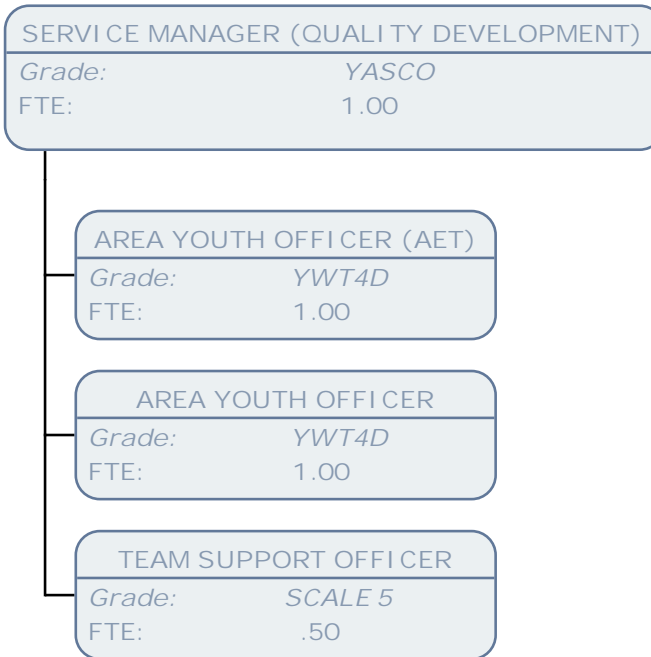 SERVICE MANAGER (QUALITY DEVELOPMENT)
Grade: YASCO
FTE: 1.00
AREA YOUTH OFFICER (AET)
Grade: YWT4D
FTE: 1.00
AREA YOUTH OFFICER
Grade: YWT4D
FTE: 1.00
TEAM SUPPORT OFFICER
Grade: SCALE 5
FTE: .50